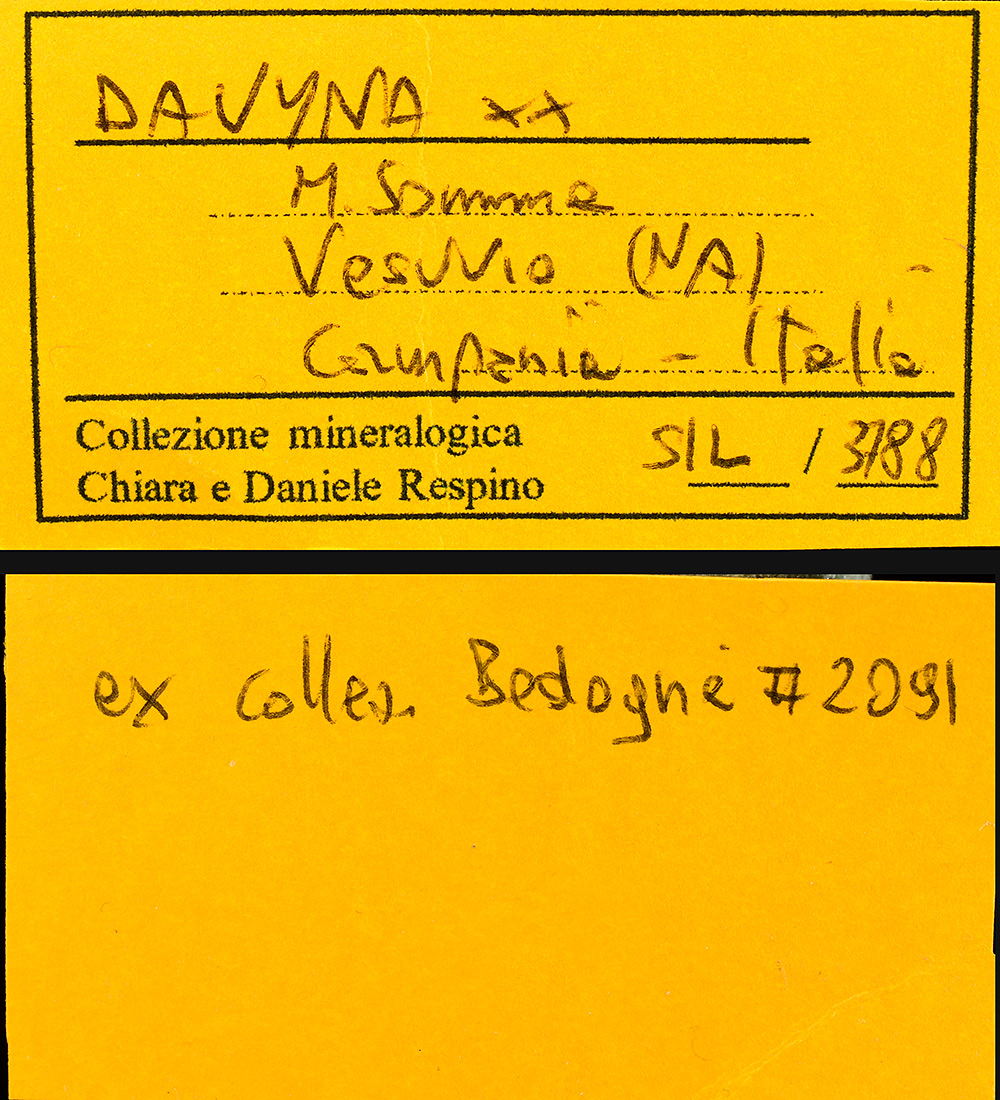 DAVYNA xx
M. Somma
Vesuvio (NA)
Campania - Italia
Collezione mineralogica
Chiara e Daniele Respino
SIL / 3788
ex collez. Bedogné #2091